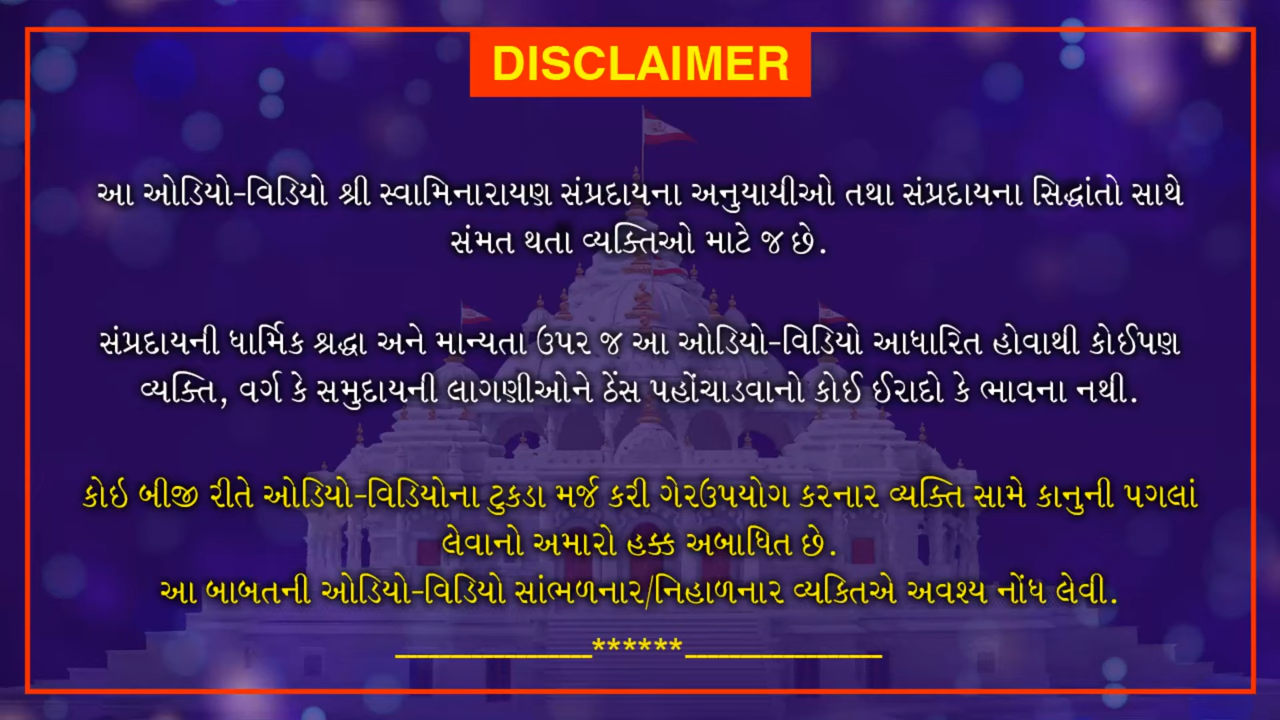 DISCLAIMER
આ ઓડિયો-વિડિયો શ્રી સ્વામિનારાયણ સંપ્રદાયના અનુયાયીઓ તથા સંપ્રદાયના સિદ્ધાંતો સાથે
સંમત થતા વ્યક્તિઓ માટે જ છે.
સંપ્રદાયની ધાર્મિક શ્રદ્ધા અને માન્યતા ઉપર જ આ ઓડિયો-વિડિયો આધારિત હોવાથી કોઈપણ
વ્યક્તિ, વર્ગ કે સમુદાયની લાગણીઓને ઠેંસ પહોંચાડવાનો કોઈ ઈરાદો કે ભાવના નથી.
કોઇ બીજી રીતે ઓડિયો-વિડિયોના ટુકડા મર્જ કરી ગેરઉપયોગ કરનાર વ્યક્તિ સામે કાનુની પગલાં
લેવાનો અમારો હક્ક અબાધિત છે.
આ બાબતની ઓડિયો-વિડિયો સાંભળનાર/નિહાળનાર વ્યકિતએ અવશ્ય નોંધ લેવી.
________________******________________